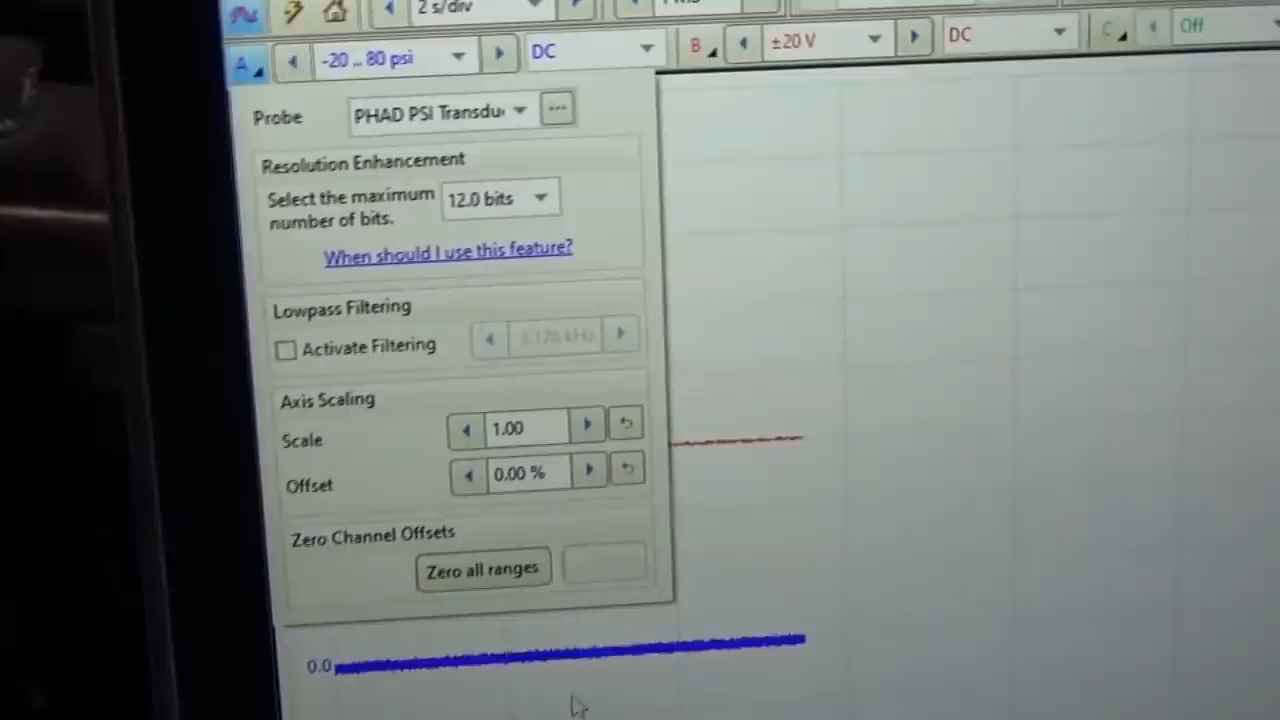 2 s/div
A -20 .. 80 psi DC B ±20 V DC C Off
Probe PHAD PSI Transdu
Resolution Enhancement
Select the maximum
number of bits. 12.0 bits
When should I use this feature?
Lowpass Filtering
Activate Filtering
Axis Scaling
Scale 1.00
Offset 0.00 %
Zero Channel Offsets
Zero all ranges
0.0